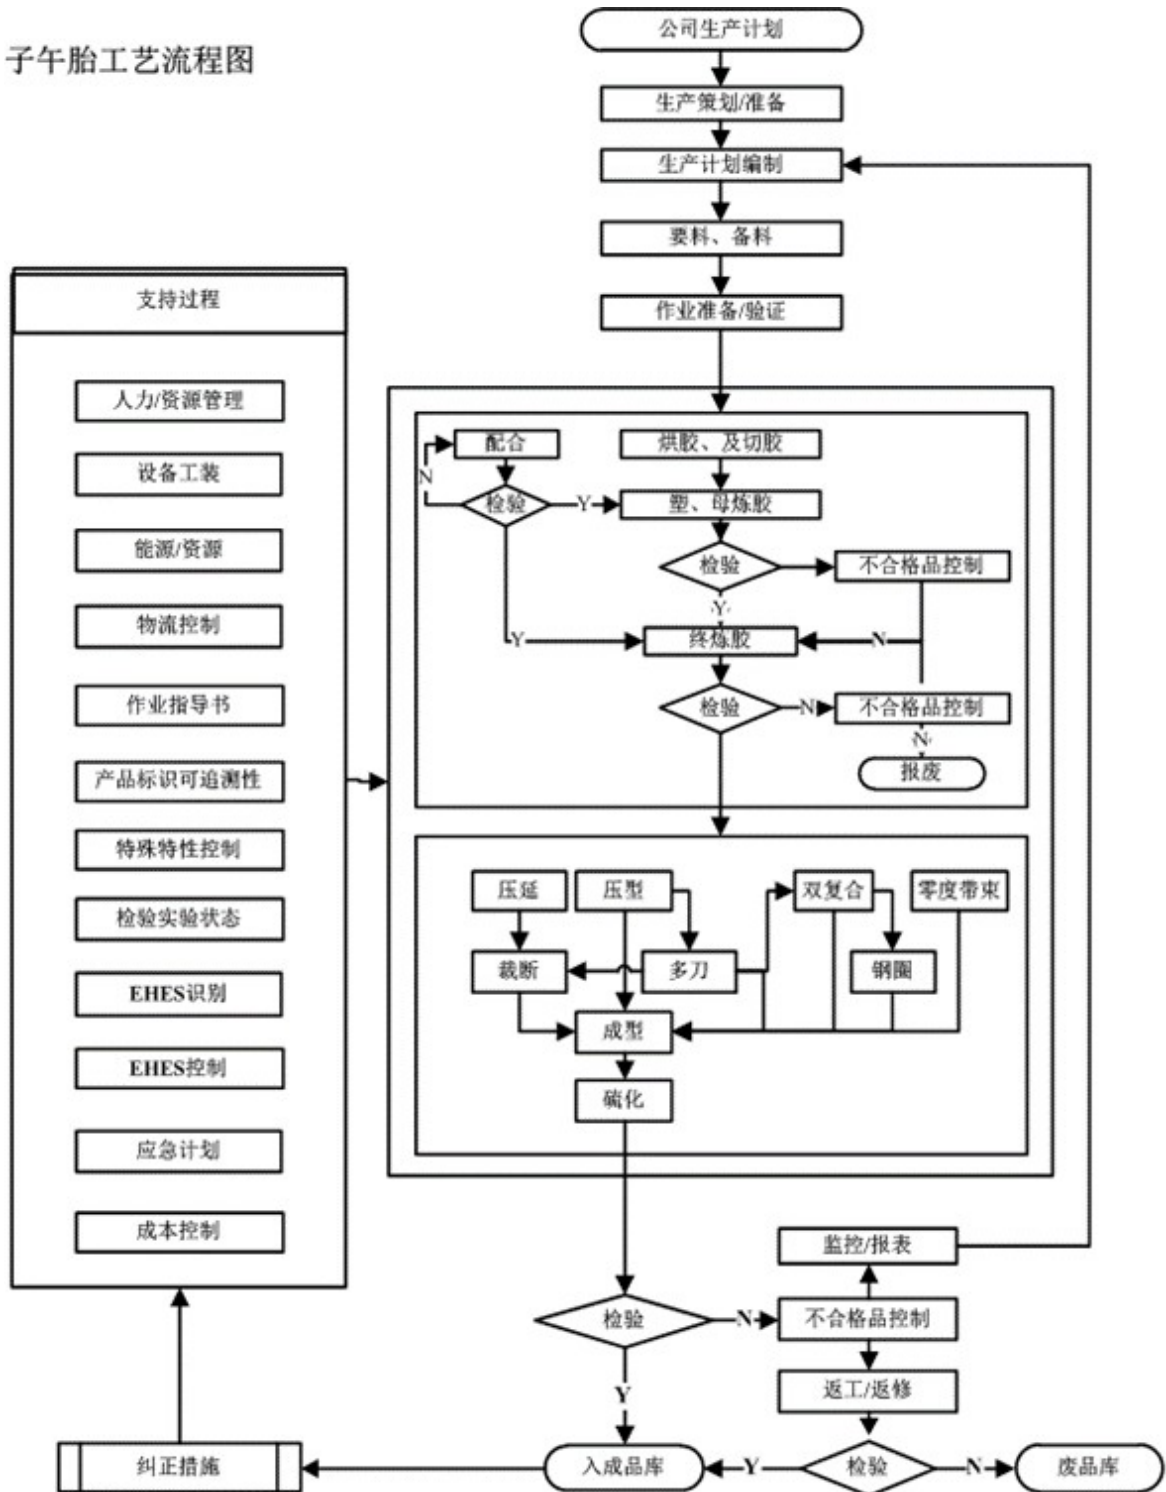 子午胎工艺流程图
公司生产计划
生产策划/准备
生产计划编制
要料、备料
作业准备/验证
支持过程
人力/资源管理
设备工装
能源/资源
物流控制
作业指导书
产品标识可追溯性
特殊特性控制
检验实验状态
EHES识别
EHES控制
应急计划
成本控制
配合
烘胶、及切胶
N
检验
Y
塑、母炼胶
检验
不合格品控制
Y
Y
终炼胶
N
检验
N
不合格品控制
N
报废
压延
压型
双复合
零度带束
裁断
多刀
钢圈
成型
硫化
监控/报表
检验
N
不合格品控制
Y
返工/返修
纠正措施
入成品库
Y
检验
N
废品库